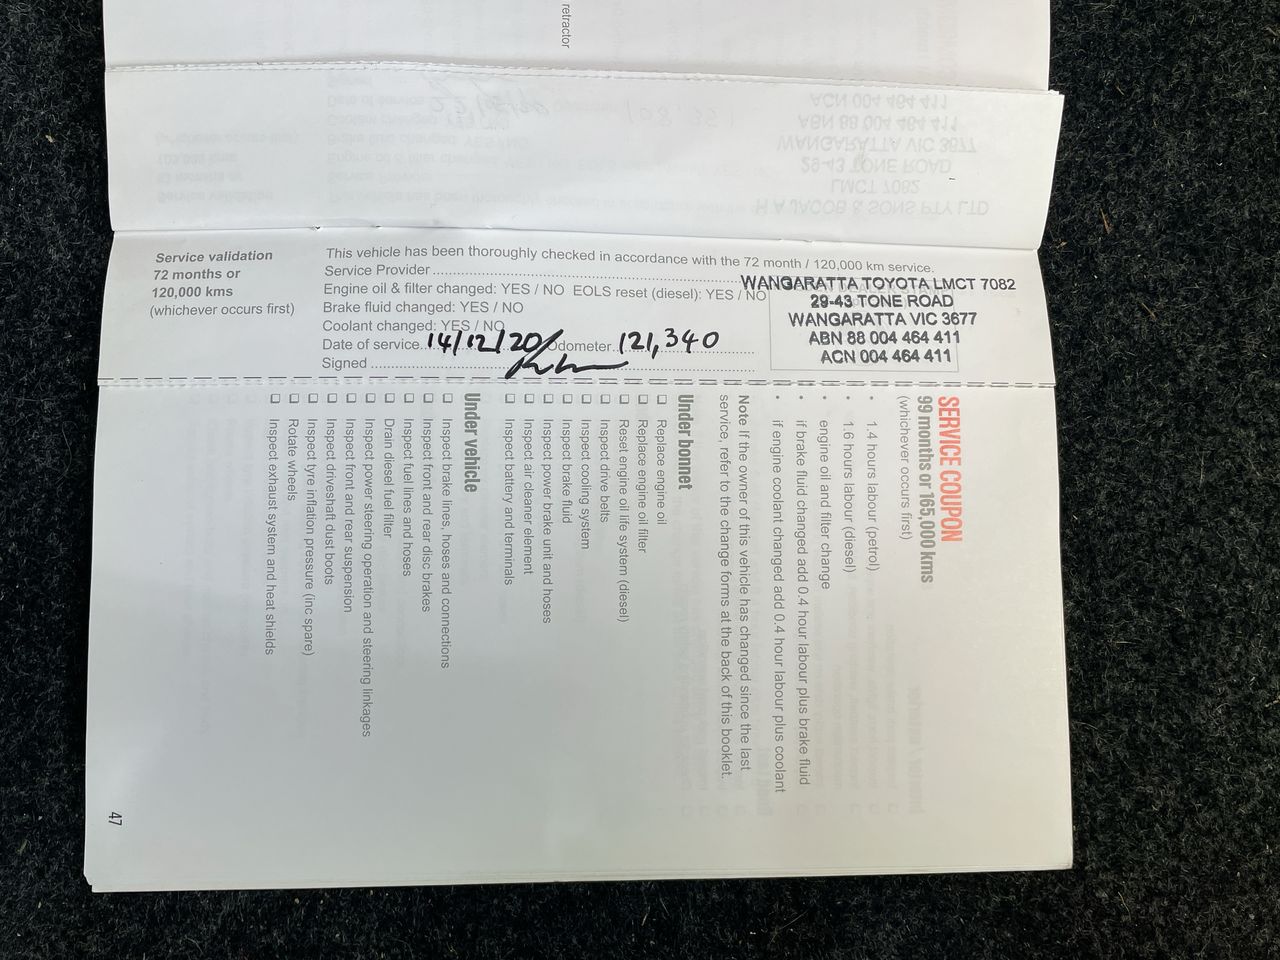 retractor
Service validation
72 months or
120,000 kms
(whichever occurs first)
This vehicle has been thoroughly checked in accordance with the 72 month / 120,000 km service.
Service Provider
Engine oil & filter changed: YES / NO EOLS reset (diesel): YES / NO
Brake fluid changed: YES / NO
Coolant changed: YES / NO
Date of service 14/12/20 Odometer 121,340
Signed
WANGARATTA TOYOTA LMCT 7082
29-43 TONE ROAD
WANGARATTA VIC 3677
ABN 88 004 464 411
ACN 004 464 411
SERVICE COUPON
99 months or 165,000 kms
(whichever occurs first)
• 1.4 hours labour (petrol)
• 1.6 hours labour (diesel)
• engine oil and filter change
• if brake fluid changed add 0.4 hour labour plus brake fluid
• if engine coolant changed add 0.4 hour labour plus coolant
Note If the owner of this vehicle has changed since the last
service, refer to the change forms at the back of this booklet.
Under bonnet
❑ Replace engine oil
❑ Replace engine oil filter
❑ Reset engine oil life system (diesel)
❑ Inspect drive belts
❑ Inspect cooling system
❑ Inspect brake fluid
❑ Inspect power brake unit and hoses
❑ Inspect air cleaner element
❑ Inspect battery and terminals
Under vehicle
❑ Inspect brake lines, hoses and connections
❑ Inspect front and rear disc brakes
❑ Inspect fuel lines and hoses
❑ Drain diesel fuel filter
❑ Inspect power steering operation and steering linkages
❑ Inspect front and rear suspension
❑ Inspect driveshaft dust boots
❑ Inspect tyre inflation pressure (inc spare)
❑ Rotate wheels
❑ Inspect exhaust system and heat shields
47